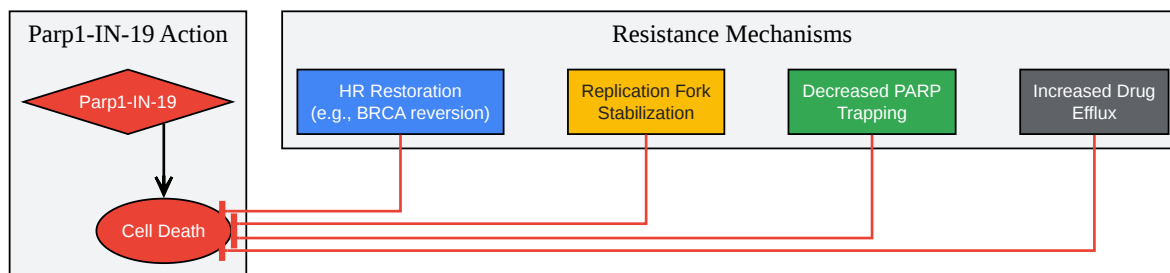 Parp1-IN-19 Action
Parp1-IN-19
Cell Death
Resistance Mechanisms
HR Restoration
(e.g., BRCA reversion)
Replication Fork
Stabilization
Decreased PARP
Trapping
Increased Drug
Efflux